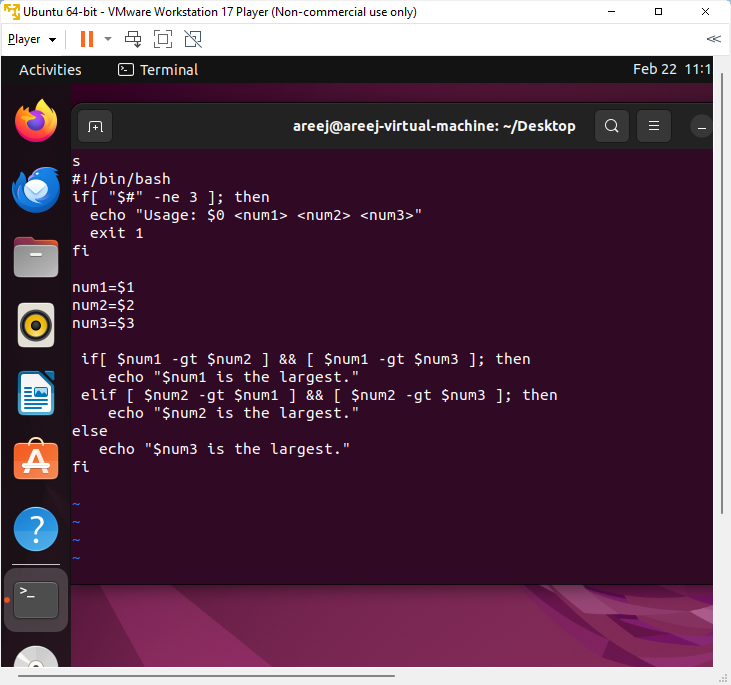 Ubuntu 64-bit - VMware Workstation 17 Player (Non-commercial use only)
Player
Activities
Terminal
Feb 22 11:1
areej@areej-virtual-machine: ~/Desktop
s
#!/bin/bash
if[ "$#" -ne 3 ]; then
  echo "Usage: $0 <num1> <num2> <num3>"
  exit 1
fi

num1=$1
num2=$2
num3=$3

 if[ $num1 -gt $num2 ] && [ $num1 -gt $num3 ]; then
    echo "$num1 is the largest."
 elif [ $num2 -gt $num1 ] && [ $num2 -gt $num3 ]; then
    echo "$num2 is the largest."
else
   echo "$num3 is the largest."
fi

~
~
~
~